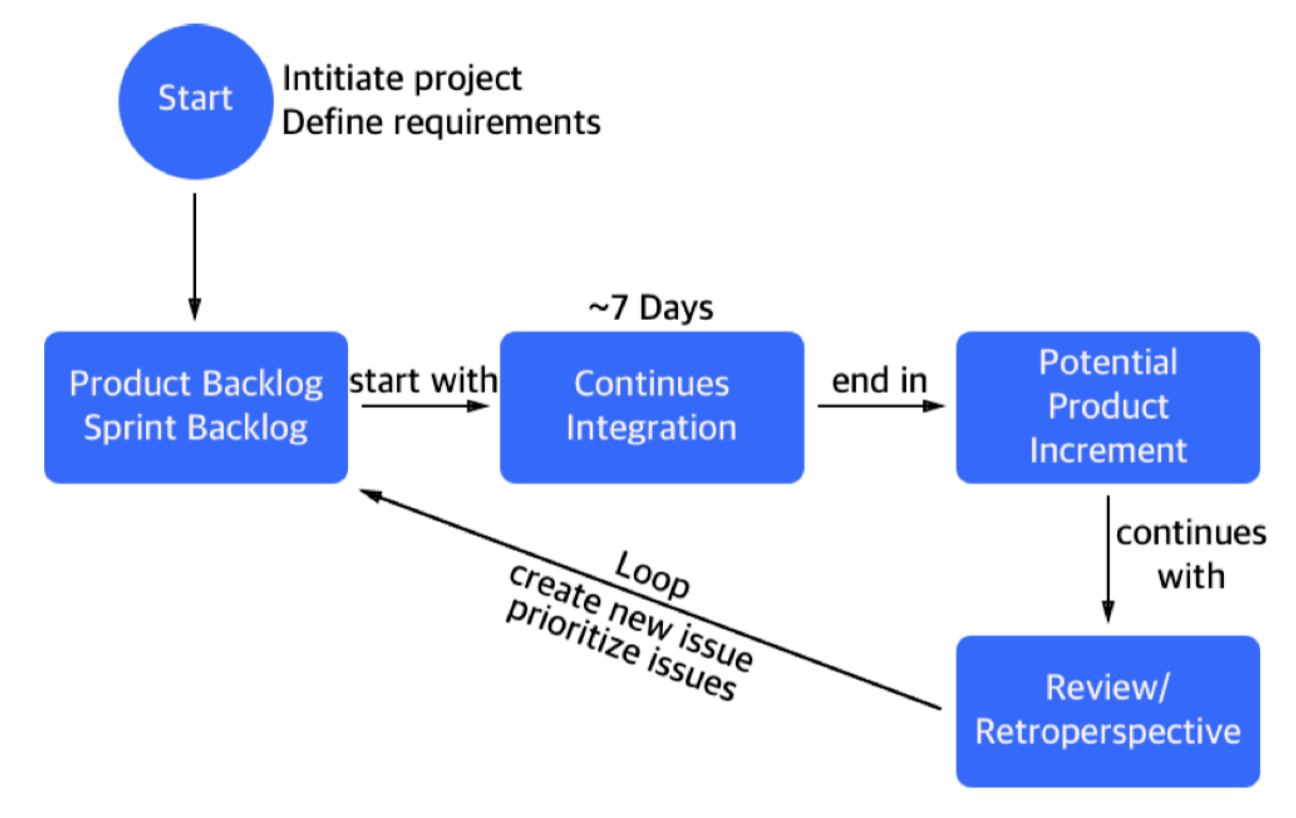 Start
Intitiate project
Define requirements
~7 Days
Product Backlog
Sprint Backlog
start with
Continues
Integration
end in
Potential
Product
Increment
continues
with
Loop
create new issue
prioritize issues
Review/
Retroperspective